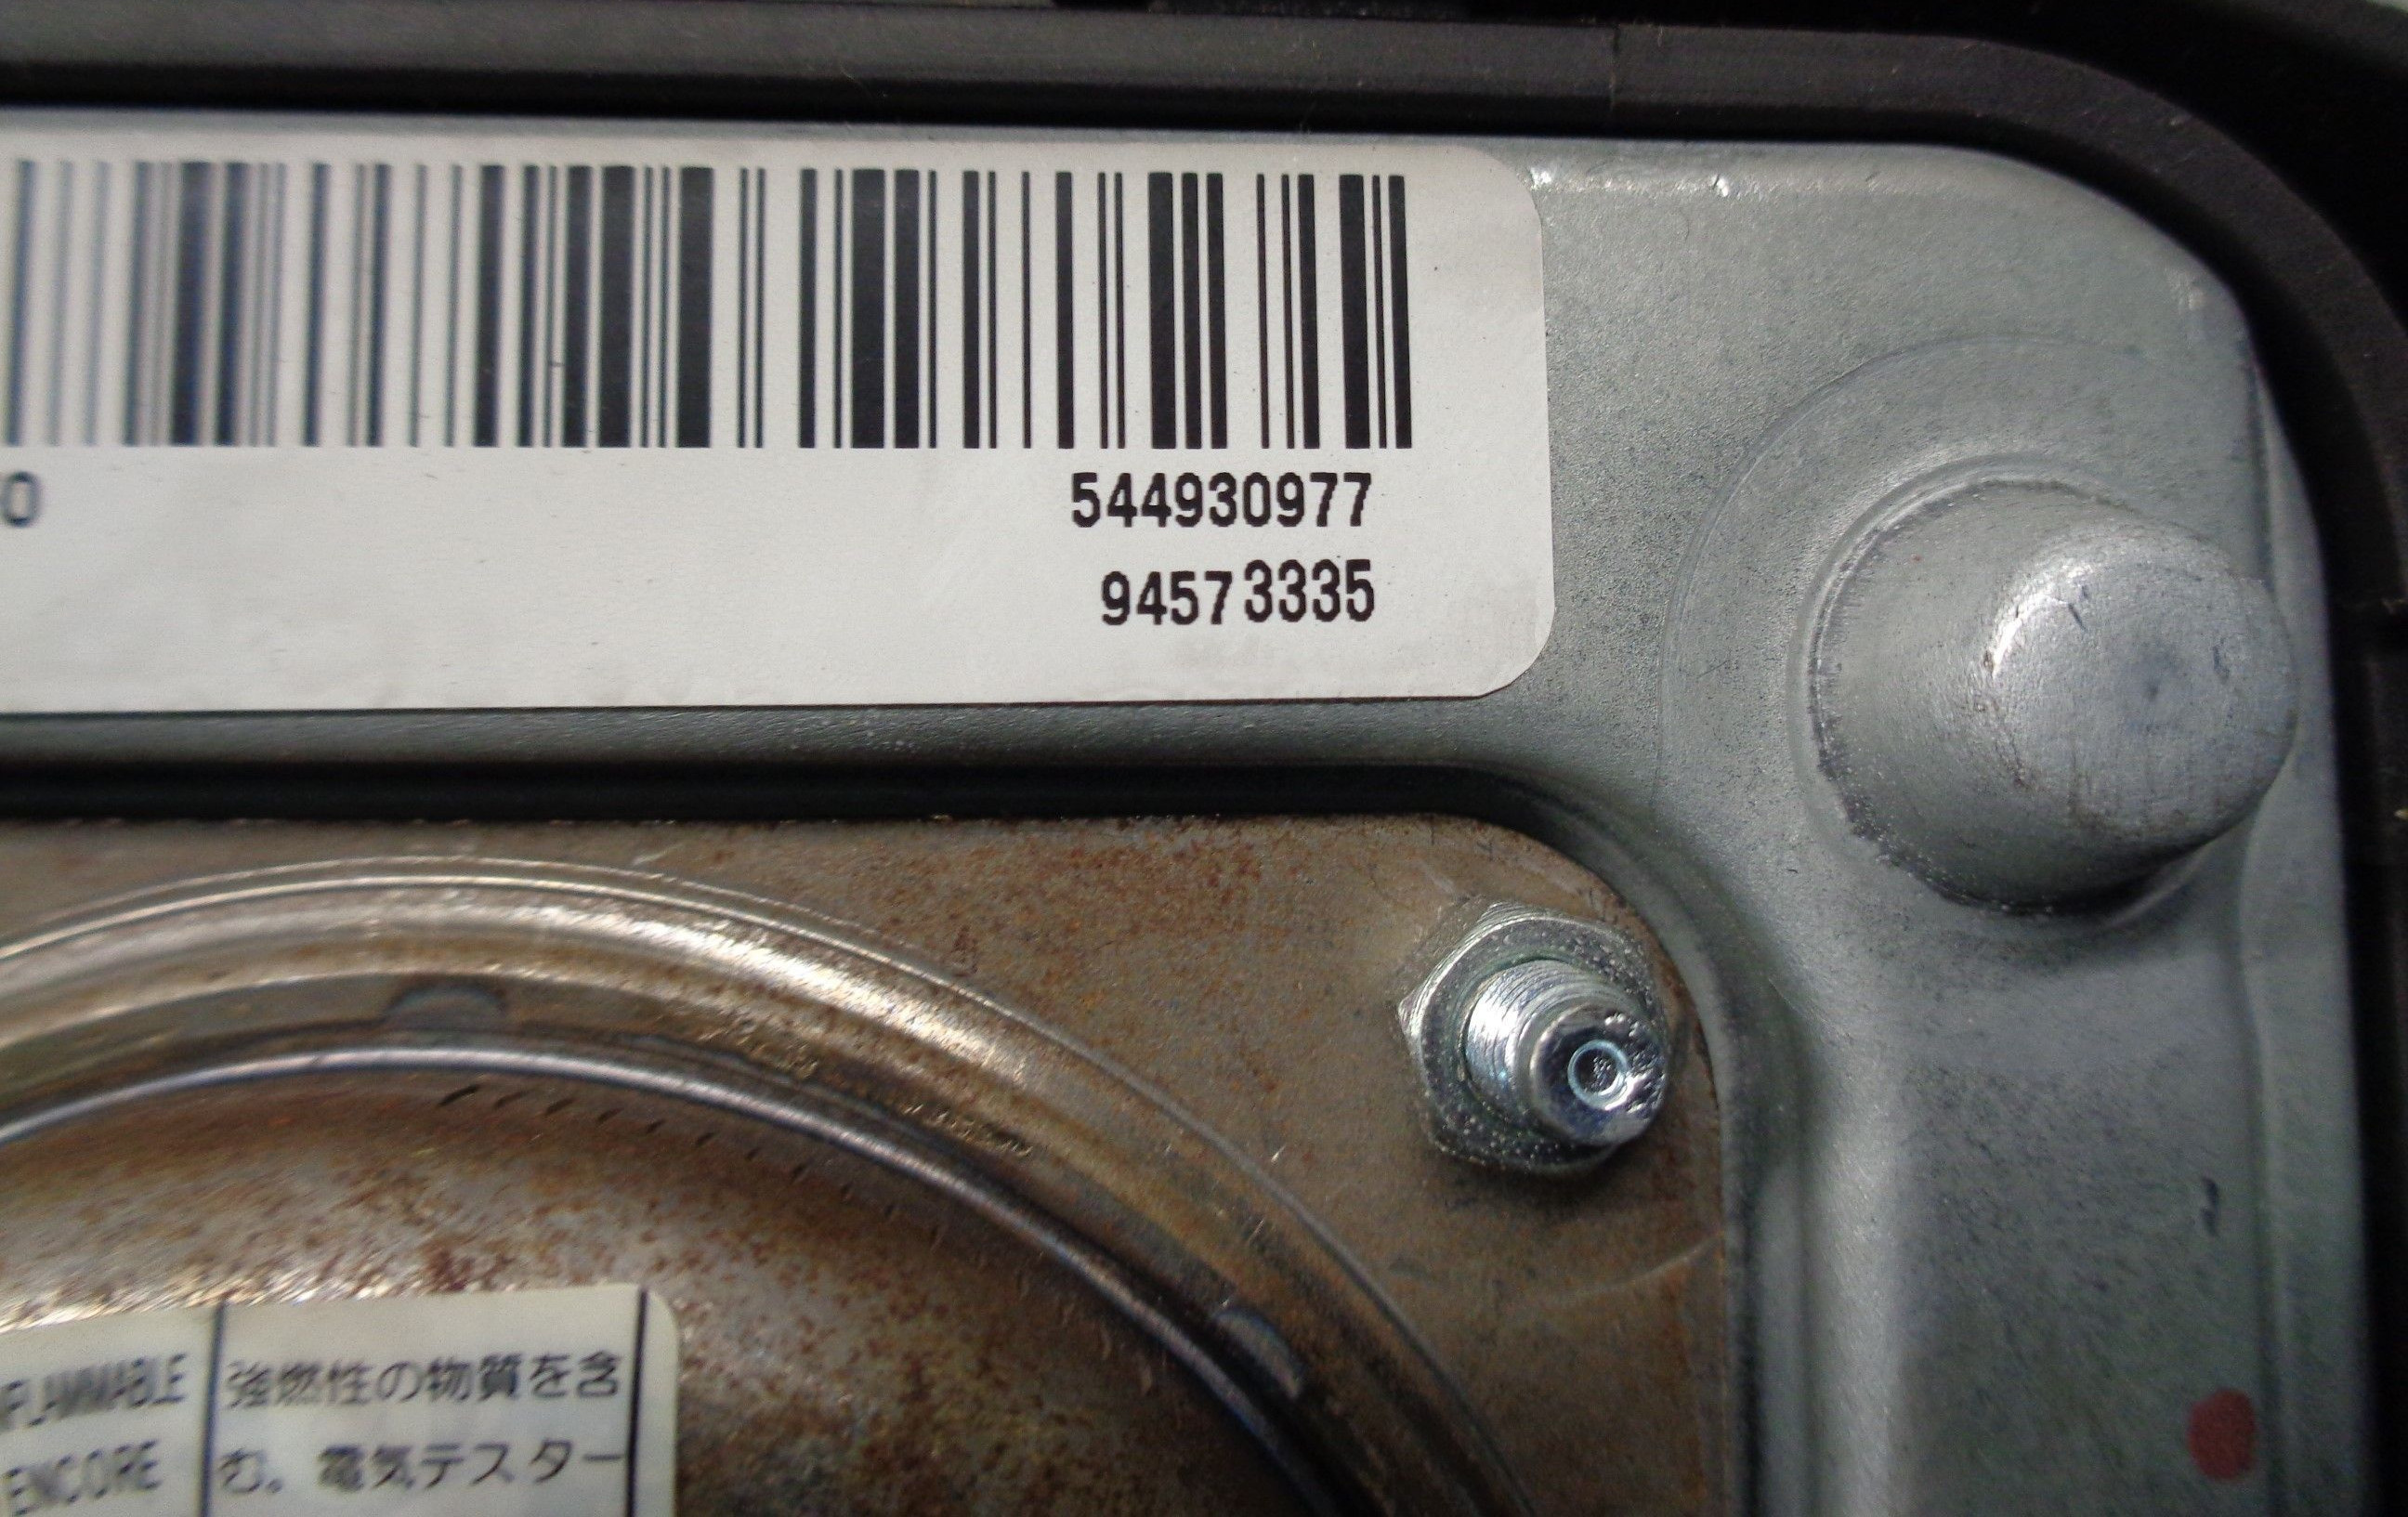 0
544930977
94573335
FLAMMABLE
強燃性の物質を含
ENCORE
む。電気テスター